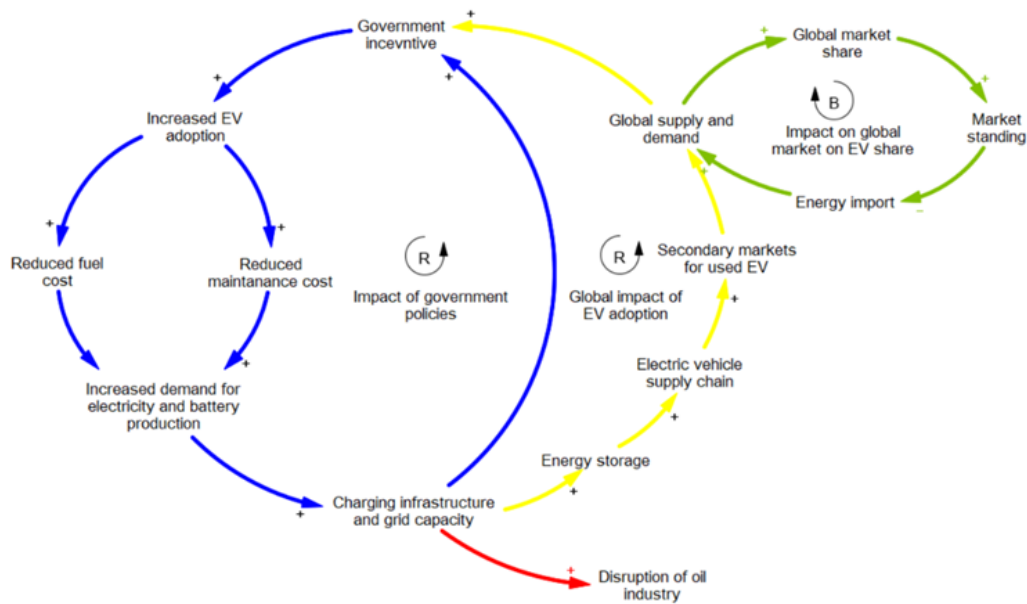 Government
incevntive
+
+
+
Increased EV
adoption
+
+
Reduced fuel
cost
Reduced
maintanance cost
+
Increased demand for
electricity and battery
production
+
Charging infrastructure
and grid capacity
R
Impact of government
policies
R
Global impact of
EV adoption
+
Energy storage
+
Electric vehicle
supply chain
+
Secondary markets
for used EV
+
Global supply and
demand
+
Global market
share
+
Market
standing
−
Energy import
B
Impact on global
market on EV share
+
Disruption of oil
industry